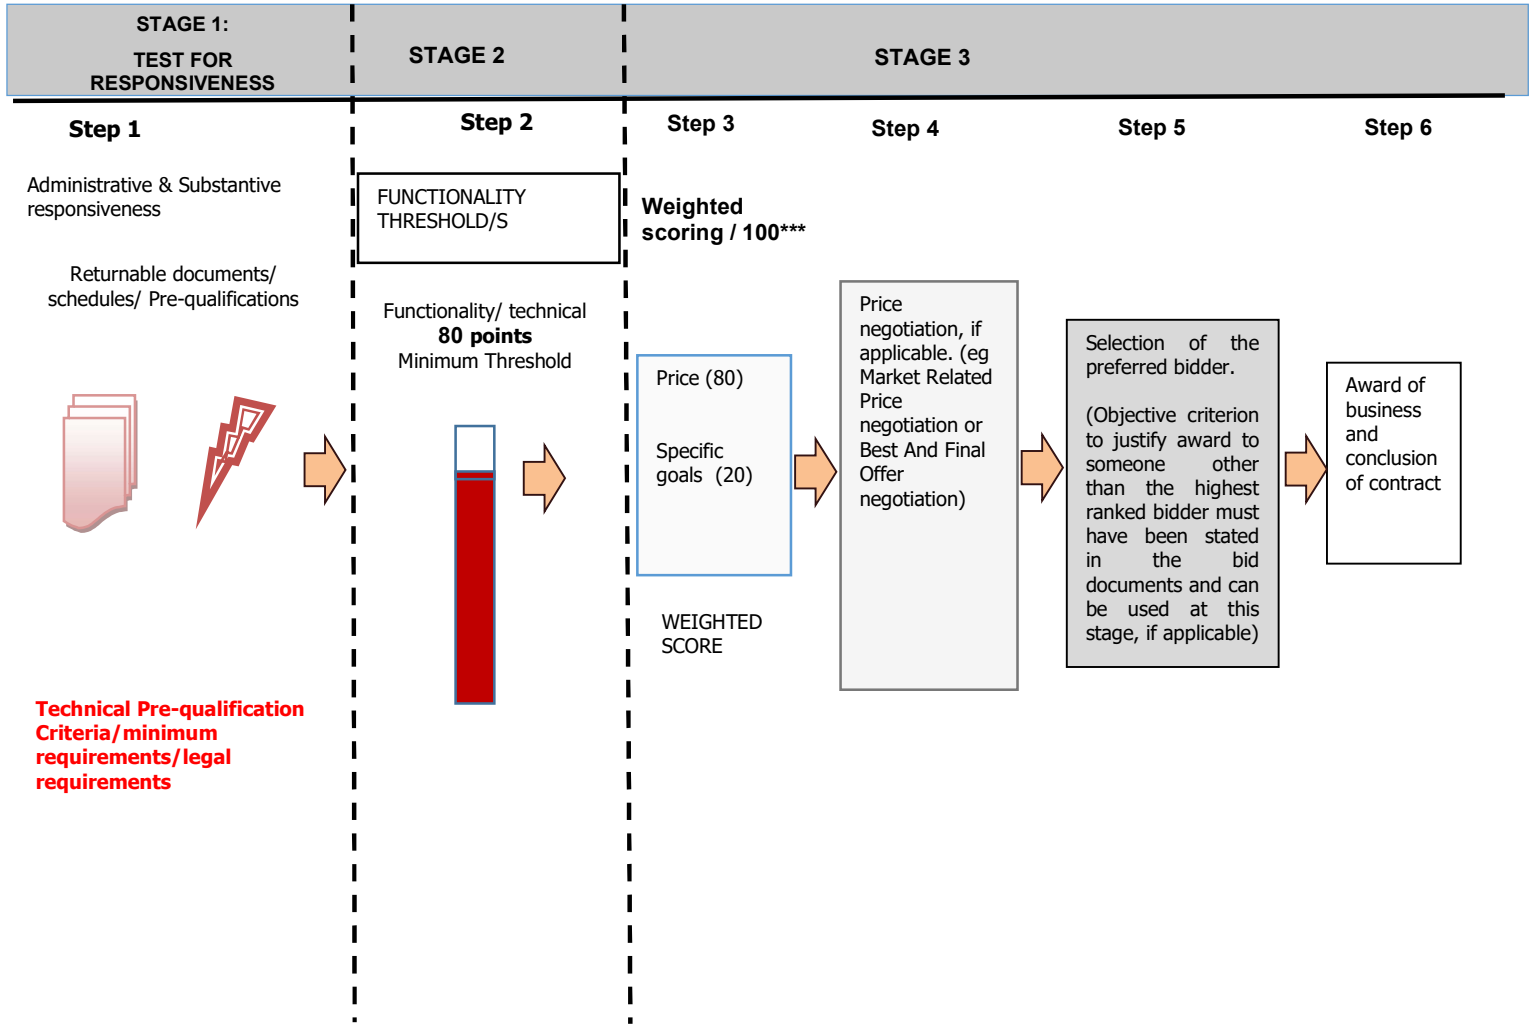 STAGE 1:
TEST FOR
RESPONSIVENESS
STAGE 2
STAGE 3
Step 1
Step 2
Step 3
Step 4
Step 5
Step 6
Administrative & Substantive
responsiveness
Returnable documents/
schedules/ Pre-qualifications
Technical Pre-qualification
Criteria/minimum
requirements/legal
requirements
FUNCTIONALITY
THRESHOLD/S
Functionality/ technical
80 points
Minimum Threshold
Weighted
scoring / 100***
Price (80)
Specific
goals (20)
WEIGHTED
SCORE
Price
negotiation, if
applicable. (eg
Market Related
Price
negotiation or
Best And Final
Offer
negotiation)
Selection of the
preferred bidder.
(Objective criterion
to justify award to
someone other
than the highest
ranked bidder must
have been stated
in the bid
documents and can
be used at this
stage, if applicable)
Award of
business
and
conclusion
of contract